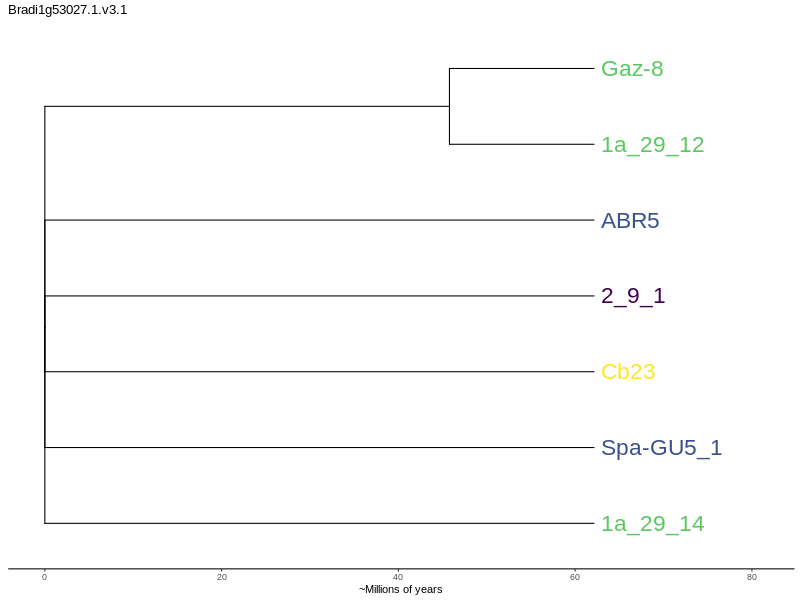 Bradi1g53027.1.v3.1
Gaz-8
1a_29_12
ABR5
2_9_1
Cb23
Spa-GU5_1
1a_29_14
0 20 40 60 80
~Millions of years